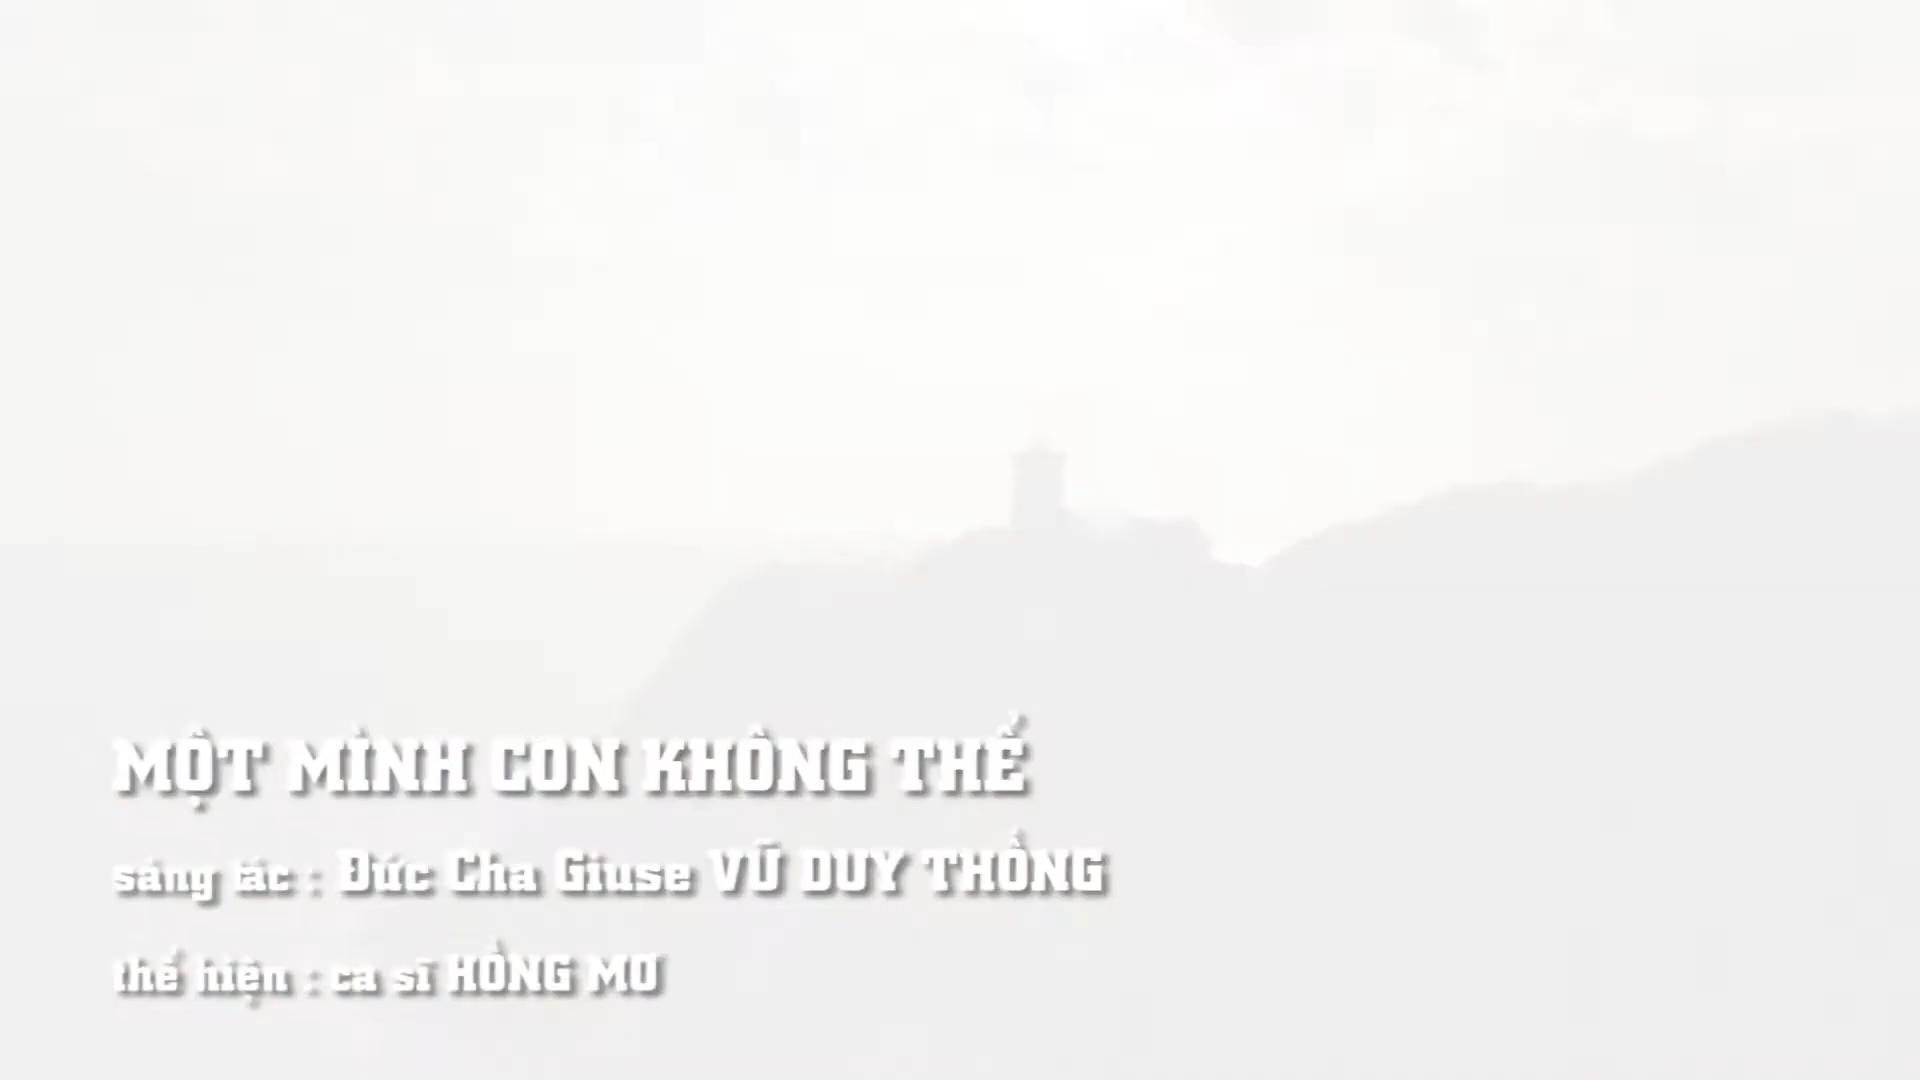 MỘT MÌNH CON KHÔNG THỂ
sáng tác : Đức Cha Giuse VŨ DUY THỐNG
thể hiện : ca sĩ HỒNG MƠ